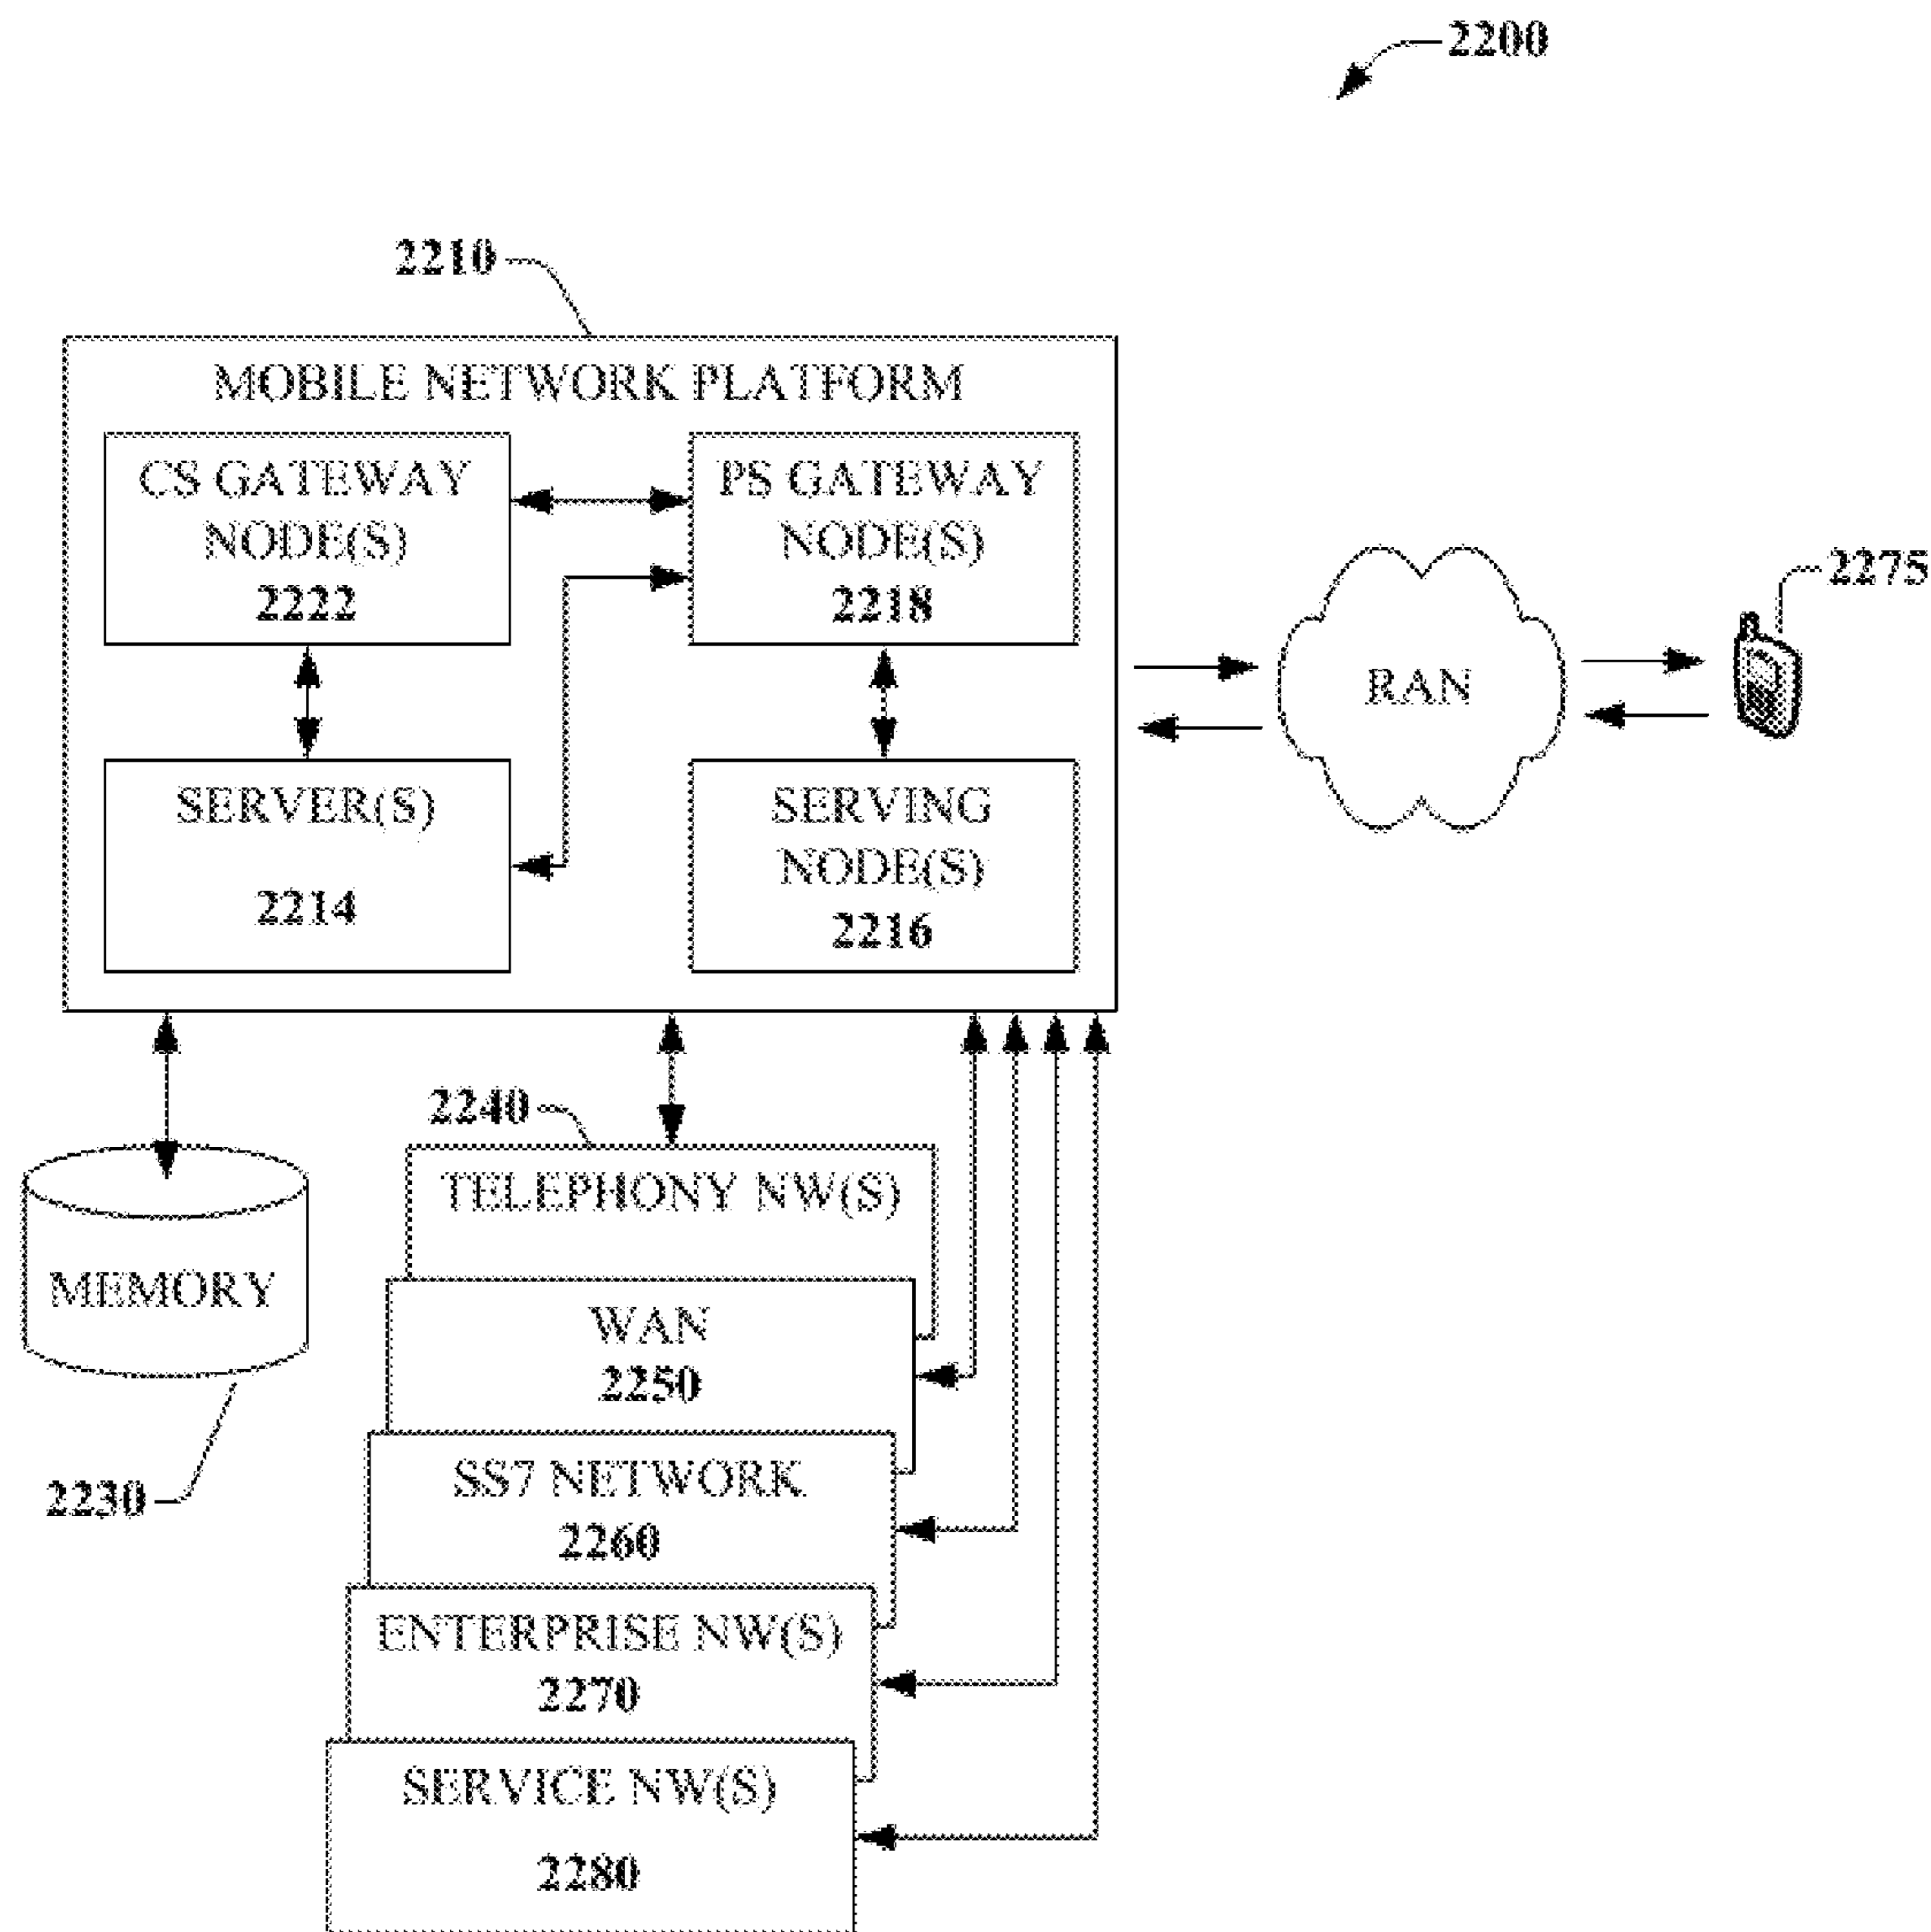 2200
2210
MOBILE NETWORK PLATFORM
CS GATEWAY
NODE(S)
2222
PS GATEWAY
NODE(S)
2218
SERVER(S)
2214
SERVING
NODE(S)
2216
RAN
2275
2240
TELEPHONY NW(S)
MEMORY
2230
WAN
2250
SS7 NETWORK
2260
ENTERPRISE NW(S)
2270
SERVICE NW(S)
2280